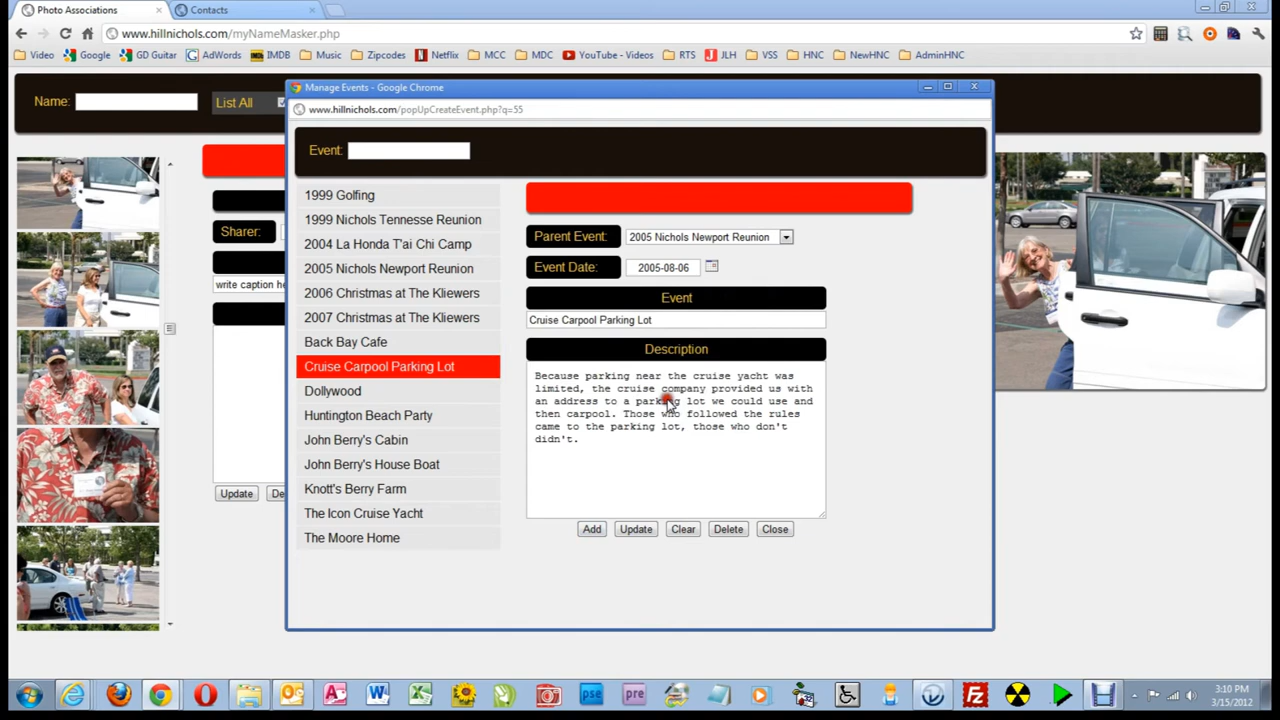 Photo Associations
Contacts
www.hillnichols.com/myNameMasker.php
Video Google GD Guitar AdWords IMDB Music Zipcodes Netflix MCC MDC YouTube - Videos RTS JLH VSS HNC NewHNC AdminHNC
Manage Events - Google Chrome
www.hillnichols.com/popUpCreateEvent.php?q=55
Name:
List All
Event:
Sharer:
write caption he
Update
De
1999 Golfing
1999 Nichols Tennesse Reunion
2004 La Honda T'ai Chi Camp
2005 Nichols Newport Reunion
2006 Christmas at The Kliewers
2007 Christmas at The Kliewers
Back Bay Cafe
Cruise Carpool Parking Lot
Dollywood
Huntington Beach Party
John Berry's Cabin
John Berry's House Boat
Knott's Berry Farm
The Icon Cruise Yacht
The Moore Home
Parent Event: 2005 Nichols Newport Reunion
Event Date: 2005-08-06
Event
Cruise Carpool Parking Lot
Description
Because parking near the cruise yacht was
limited, the cruise company provided us with
an address to a parking lot we could use and
then carpool. Those who followed the rules
came to the parking lot, those who don't
didn't.
Add Update Clear Delete Close
pse
pre
3:10 PM
3/15/2012